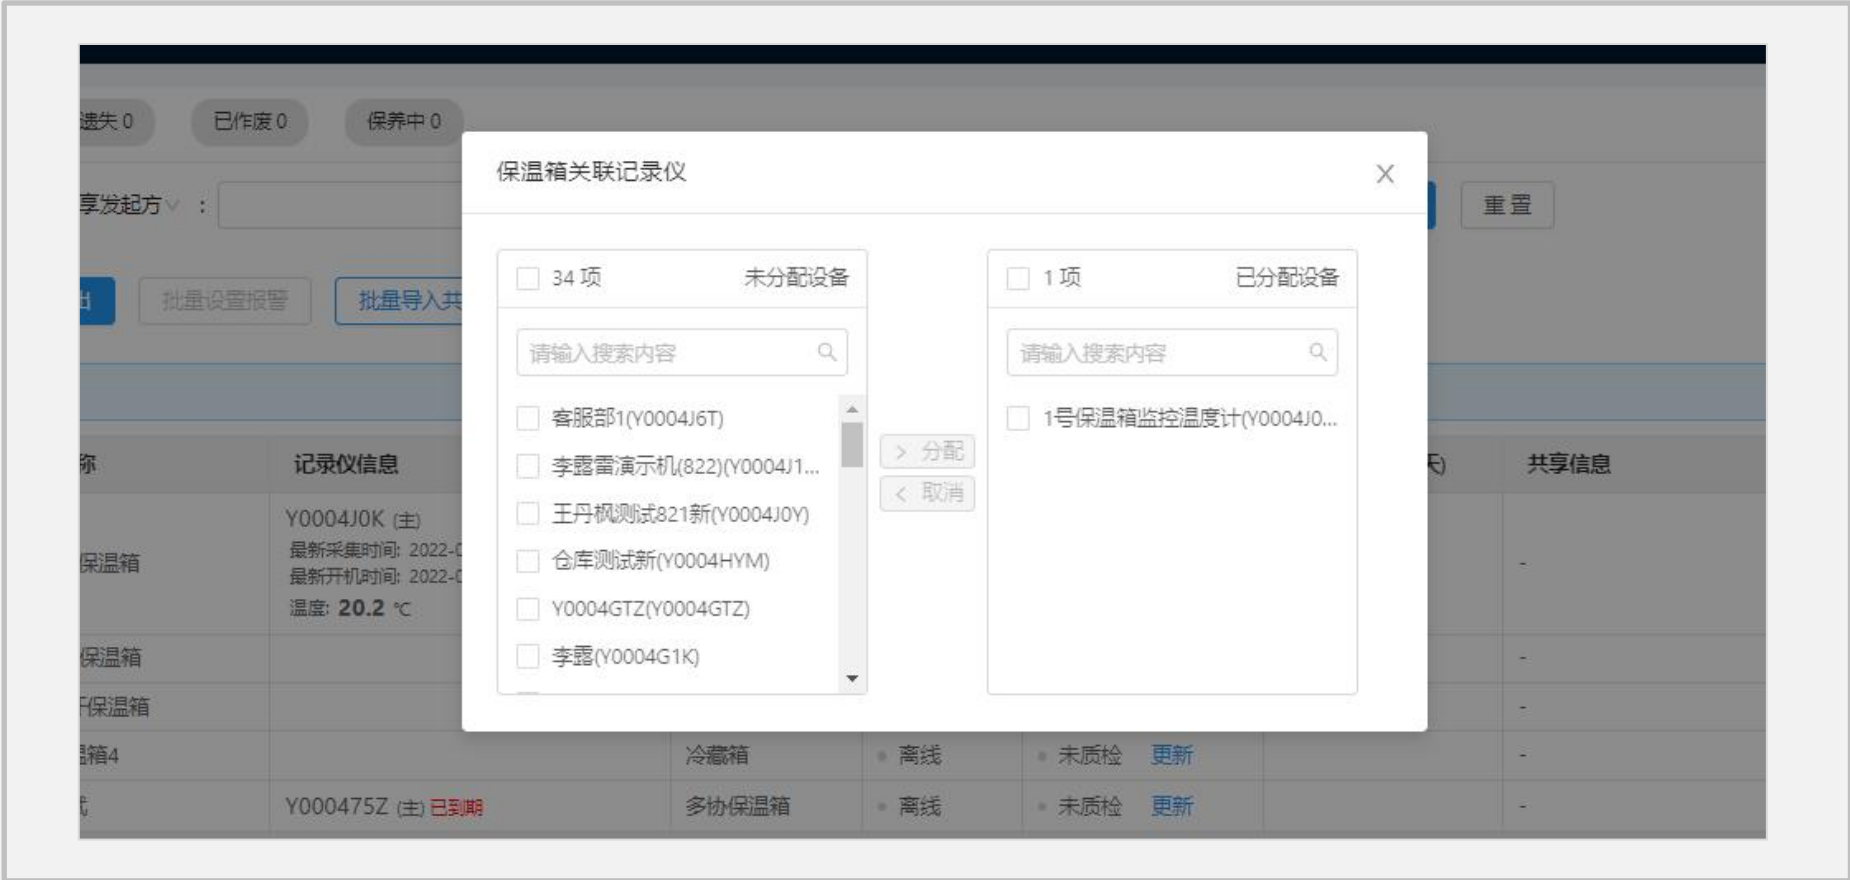 遗失 0 已作废 0 保养中 0
保温箱关联记录仪
享发起方 : 重 置
34 项 未分配设备 1 项 已分配设备
批量设置报警 批量导入共
请输入搜索内容 请输入搜索内容
客服部1(Y0004J6T) 1号保温箱监控温度计(Y0004J0...
> 分配
称 记录仪信息 李露雷演示机(822)(Y0004J1... 天) 共享信息
< 取消
Y0004J0K (主) 王丹枫测试821新(Y0004J0Y)
最新采集时间: 2022-0
保温箱 仓库测试新(Y0004HYM) -
最新开机时间: 2022-0
温度: 20.2 ℃ Y0004GTZ(Y0004GTZ)
保温箱 李露(Y0004G1K) -
保温箱 -
箱4 冷藏箱 离线 未质检 更新 -
Y000475Z (主) 已到期 多协保温箱 离线 未质检 更新 -